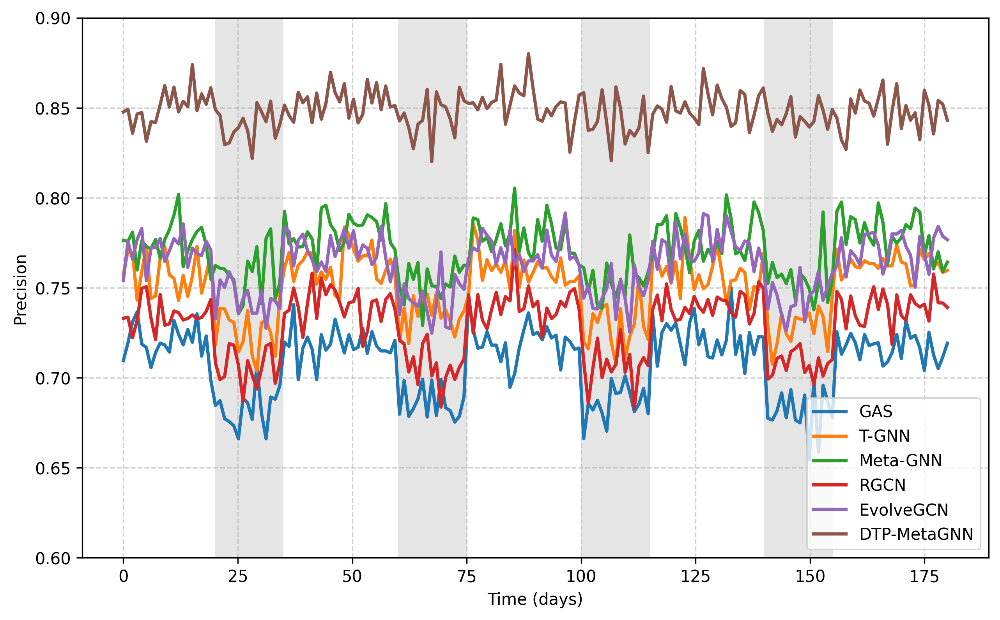 0.90
0.85
0.80
0.75
0.70
0.65
0.60
Precision
0
25
50
75
100
125
150
175
Time (days)
GAS
T-GNN
Meta-GNN
RGCN
EvolveGCN
DTP-MetaGNN